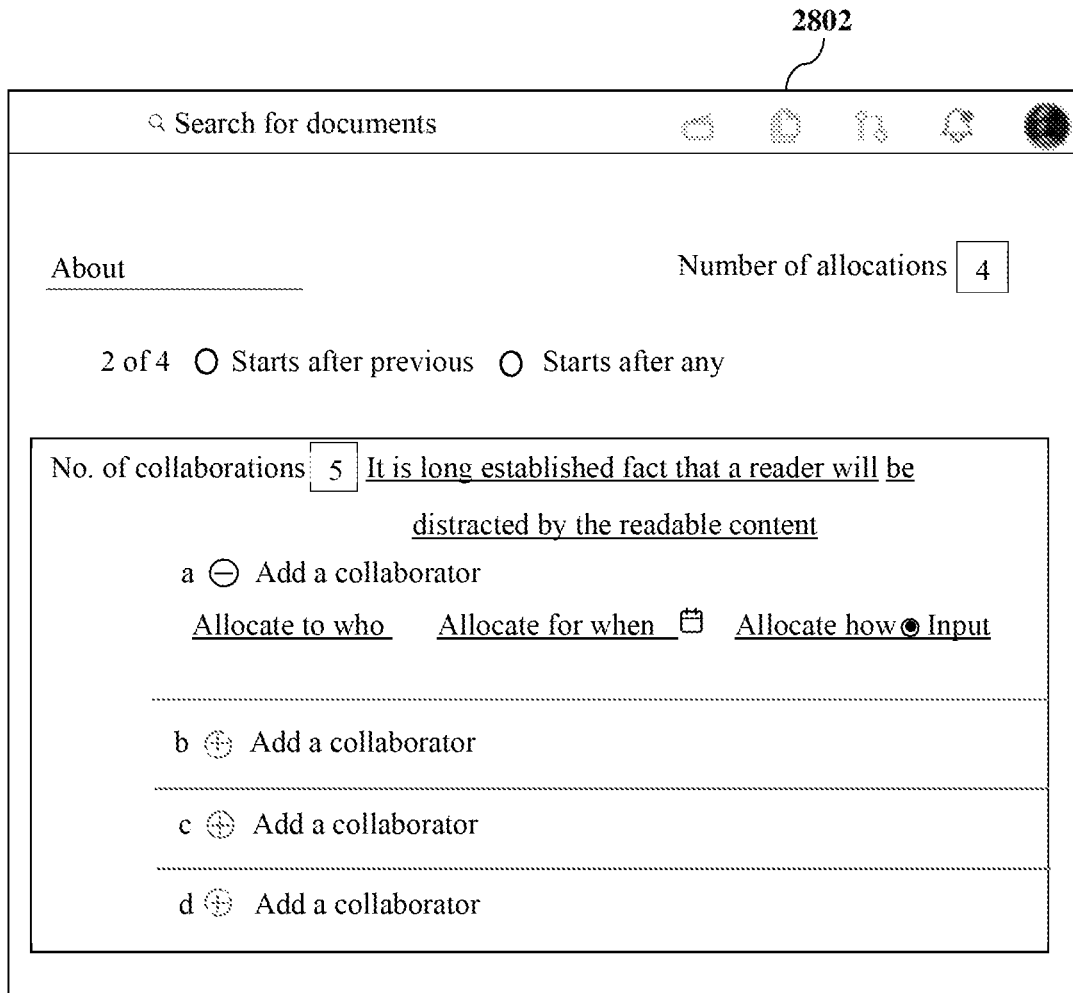 2802
Search for documents
About
Number of allocations 4
2 of 4 Starts after previous Starts after any
No. of collaborations 5 It is long established fact that a reader will be
distracted by the readable content
a Add a collaborator
Allocate to who Allocate for when Allocate how Input
b Add a collaborator
c Add a collaborator
d Add a collaborator